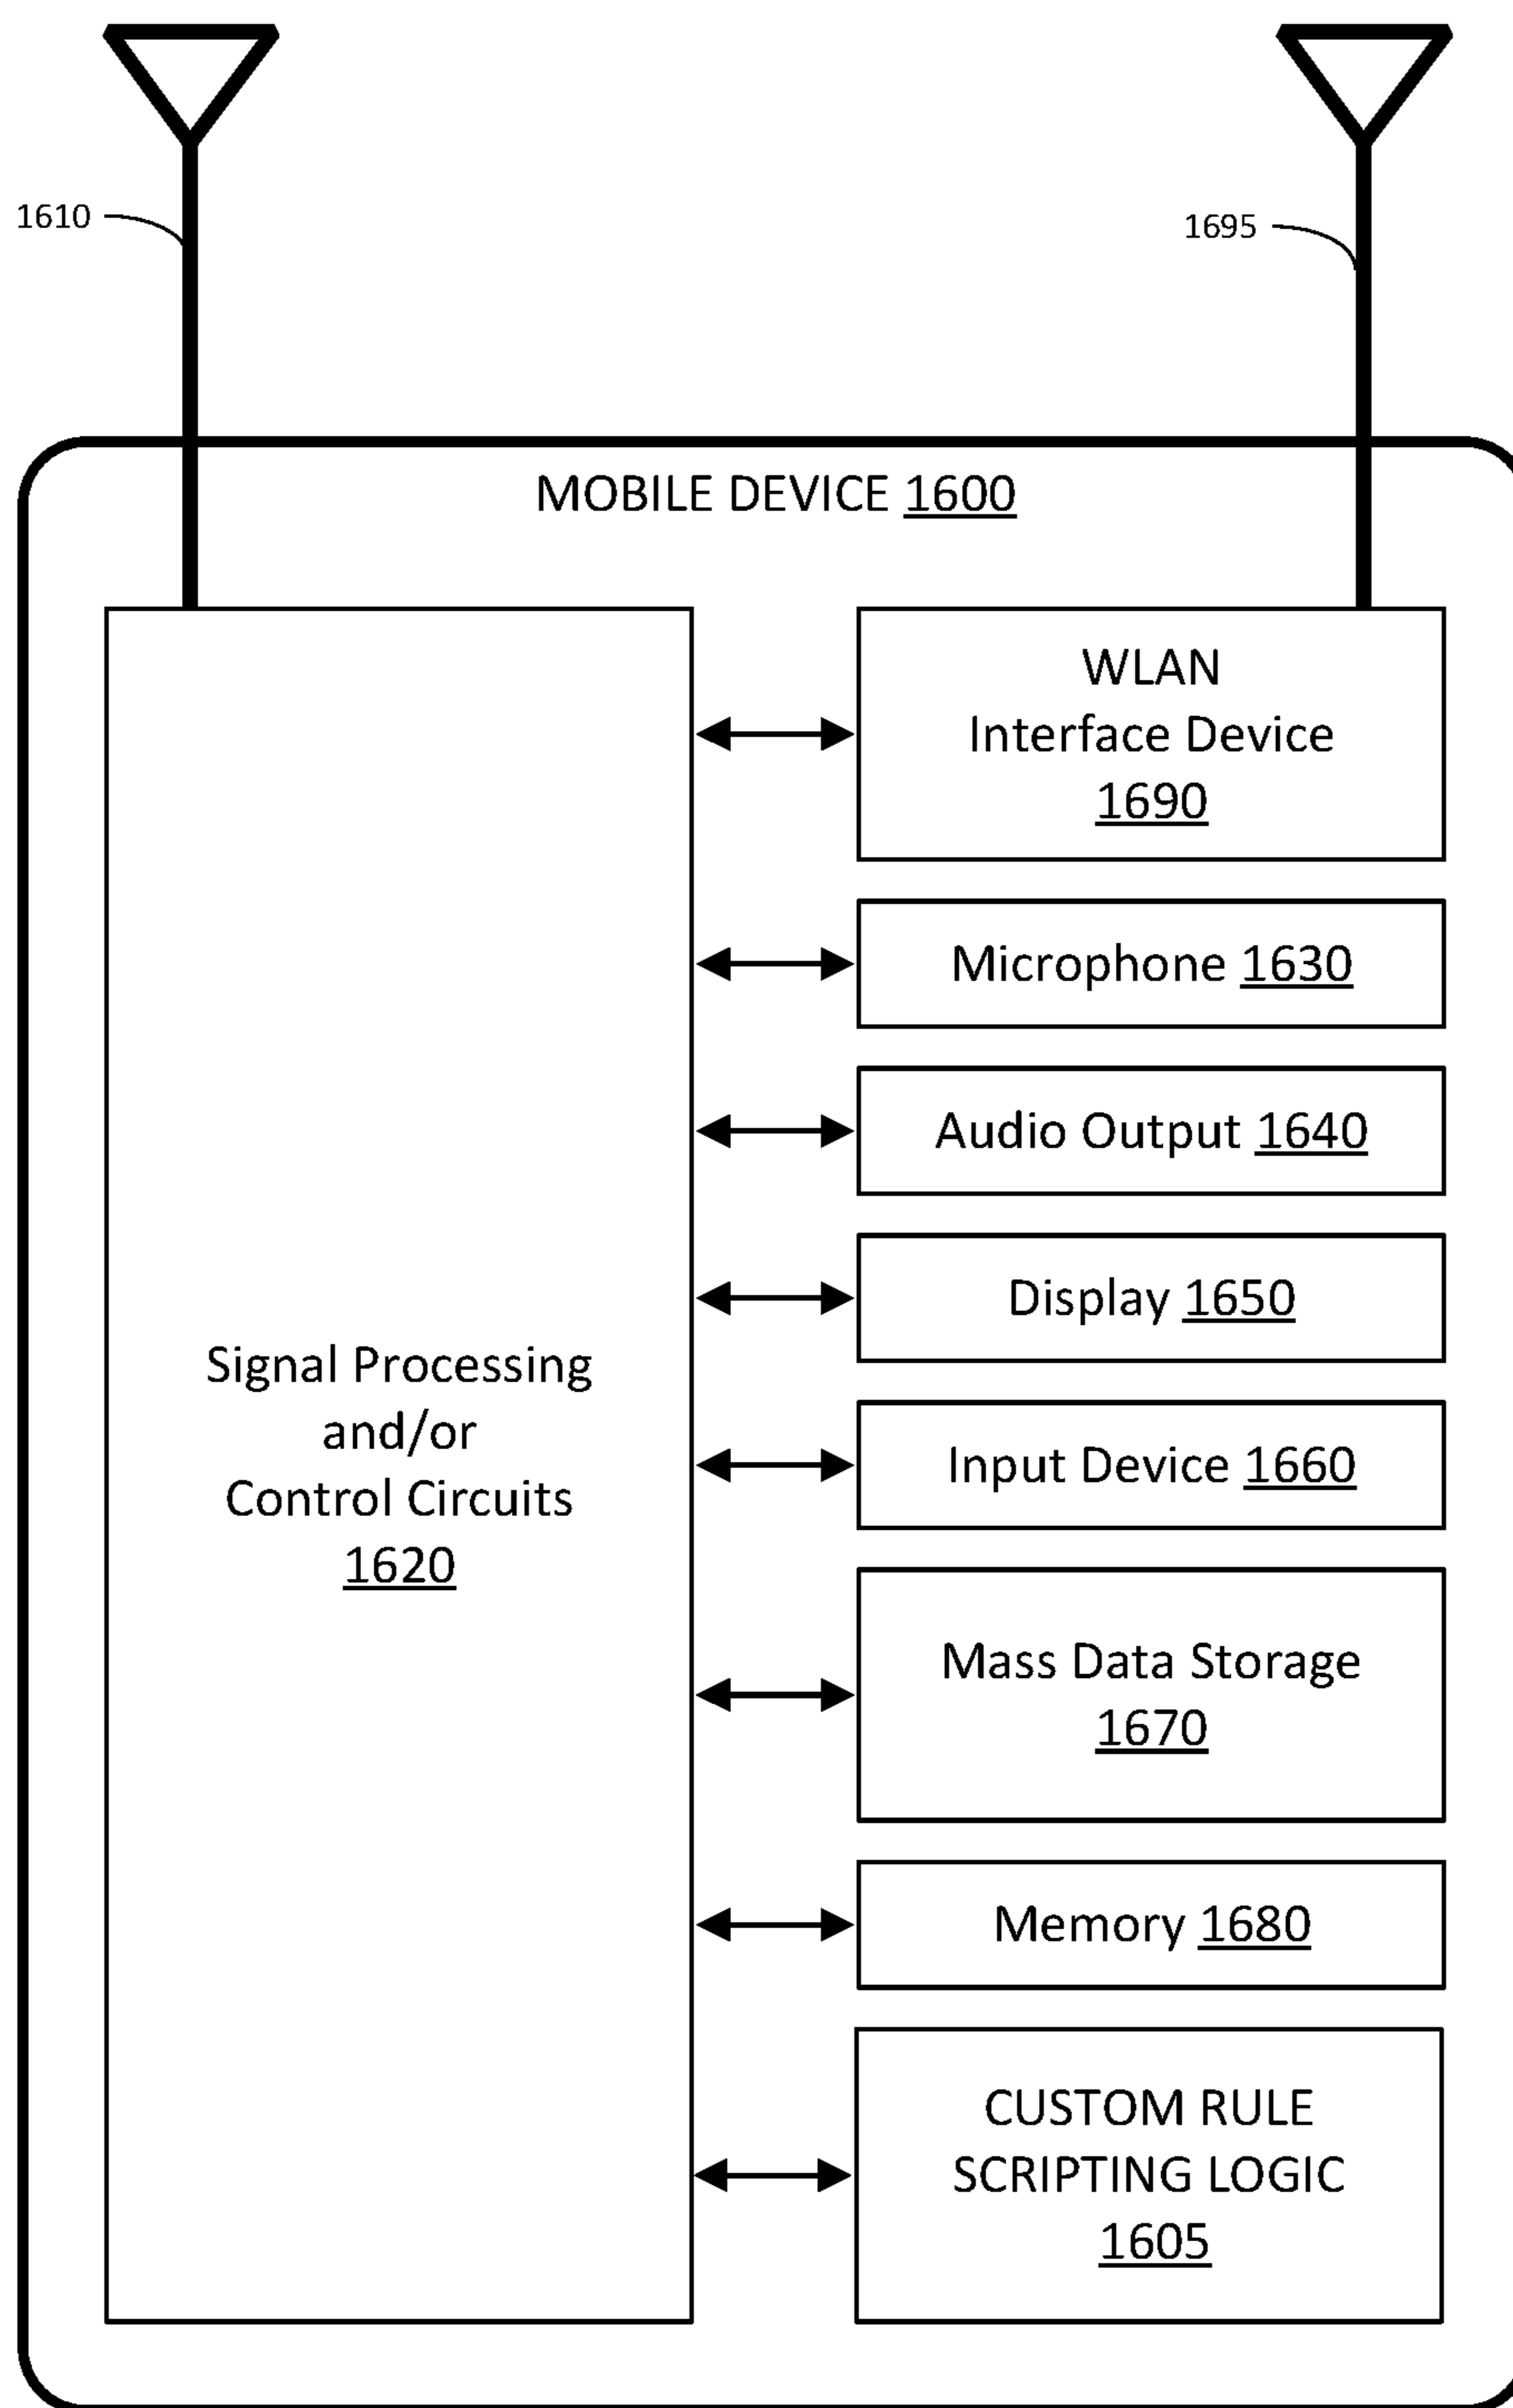 1610
1695
MOBILE DEVICE 1600
WLAN
Interface Device
1690
Microphone 1630
Audio Output 1640
Display 1650
Signal Processing
and/or
Control Circuits
1620
Input Device 1660
Mass Data Storage
1670
Memory 1680
CUSTOM RULE
SCRIPTING LOGIC
1605